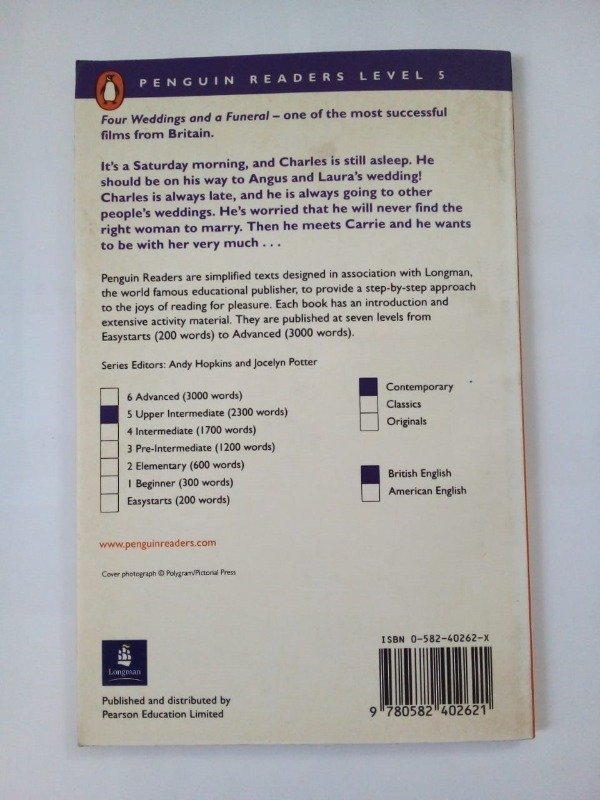 PENGUIN READERS LEVEL 5
Four Weddings and a Funeral – one of the most successful
films from Britain.
It's a Saturday morning, and Charles is still asleep. He
should be on his way to Angus and Laura's wedding!
Charles is always late, and he is always going to other
people's weddings. He's worried that he will never find the
right woman to marry. Then he meets Carrie and he wants
to be with her very much . . .
Penguin Readers are simplified texts designed in association with Longman,
the world famous educational publisher, to provide a step-by-step approach
to the joys of reading for pleasure. Each book has an introduction and
extensive activity material. They are published at seven levels from
Easystarts (200 words) to Advanced (3000 words).
Series Editors: Andy Hopkins and Jocelyn Potter
6 Advanced (3000 words)
5 Upper Intermediate (2300 words)
4 Intermediate (1700 words)
3 Pre-Intermediate (1200 words)
2 Elementary (600 words)
1 Beginner (300 words)
Easystarts (200 words)
Contemporary
Classics
Originals
British English
American English
www.penguinreaders.com
Cover photograph © Polygram/Pictorial Press
Longman
Published and distributed by
Pearson Education Limited
ISBN 0-582-40262-X
9 780582 402621